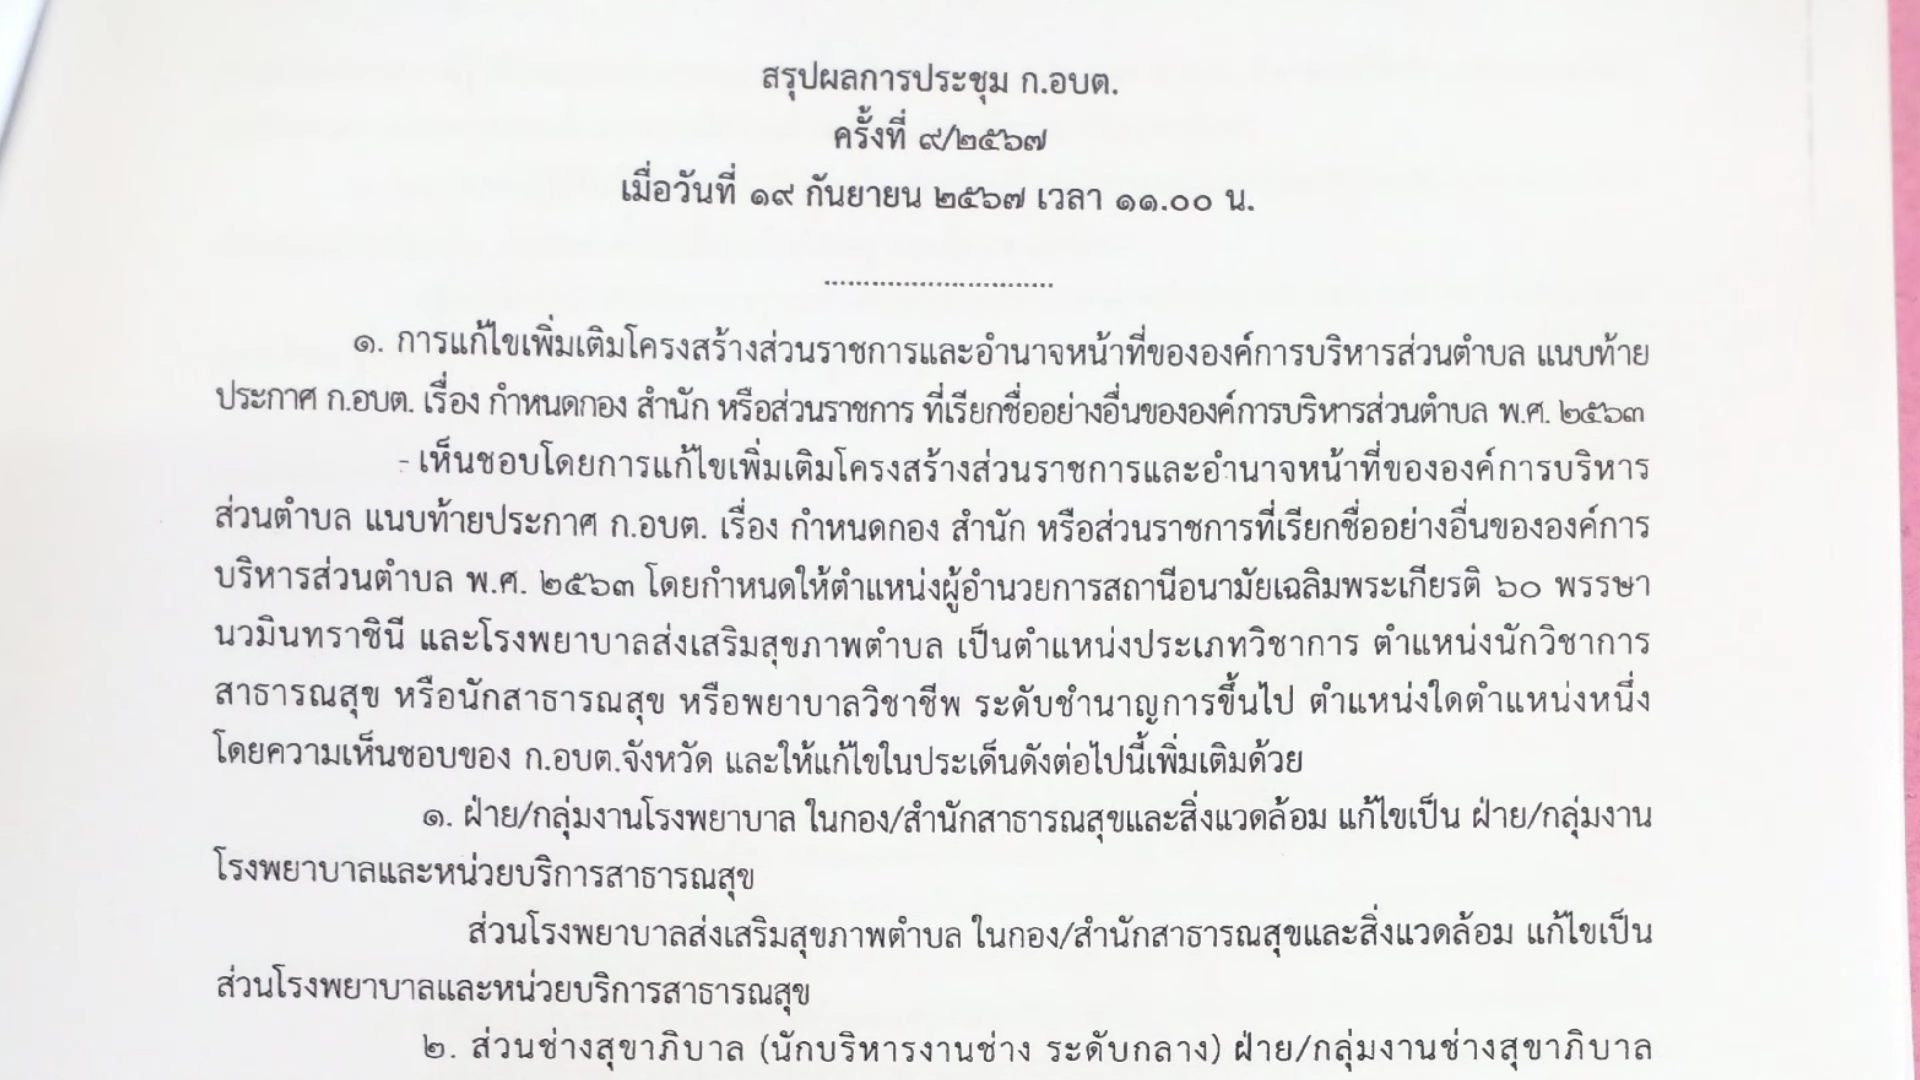 สรุปผลการประชุม ก.อบต.
ครั้งที่ ๙/๒๕๖๗
เมื่อวันที่ ๑๙ กันยายน ๒๕๖๗ เวลา ๑๑.๐๐ น.
.............................
๑. การแก้ไขเพิ่มเติมโครงสร้างส่วนราชการและอำนาจหน้าที่ขององค์การบริหารส่วนตำบล แนบท้าย
ประกาศ ก.อบต. เรื่อง กำหนดกอง สำนัก หรือส่วนราชการ ที่เรียกชื่ออย่างอื่นขององค์การบริหารส่วนตำบล พ.ศ. ๒๕๖๓
- เห็นชอบโดยการแก้ไขเพิ่มเติมโครงสร้างส่วนราชการและอำนาจหน้าที่ขององค์การบริหาร
ส่วนตำบล แนบท้ายประกาศ ก.อบต. เรื่อง กำหนดกอง สำนัก หรือส่วนราชการที่เรียกชื่ออย่างอื่นขององค์การ
บริหารส่วนตำบล พ.ศ. ๒๕๖๓ โดยกำหนดให้ตำแหน่งผู้อำนวยการสถานีอนามัยเฉลิมพระเกียรติ ๖๐ พรรษา
นวมินทราชินี และโรงพยาบาลส่งเสริมสุขภาพตำบล เป็นตำแหน่งประเภทวิชาการ ตำแหน่งนักวิชาการ
สาธารณสุข หรือนักสาธารณสุข หรือพยาบาลวิชาชีพ ระดับชำนาญการขึ้นไป ตำแหน่งใดตำแหน่งหนึ่ง
โดยความเห็นชอบของ ก.อบต.จังหวัด และให้แก้ไขในประเด็นดังต่อไปนี้เพิ่มเติมด้วย
๑. ฝ่าย/กลุ่มงานโรงพยาบาล ในกอง/สำนักสาธารณสุขและสิ่งแวดล้อม แก้ไขเป็น ฝ่าย/กลุ่มงาน
โรงพยาบาลและหน่วยบริการสาธารณสุข
ส่วนโรงพยาบาลส่งเสริมสุขภาพตำบล ในกอง/สำนักสาธารณสุขและสิ่งแวดล้อม แก้ไขเป็น
ส่วนโรงพยาบาลและหน่วยบริการสาธารณสุข
๒. ส่วนช่างสุขาภิบาล (นักบริหารงานช่าง ระดับกลาง) ฝ่าย/กลุ่มงานช่างสุขาภิบาล